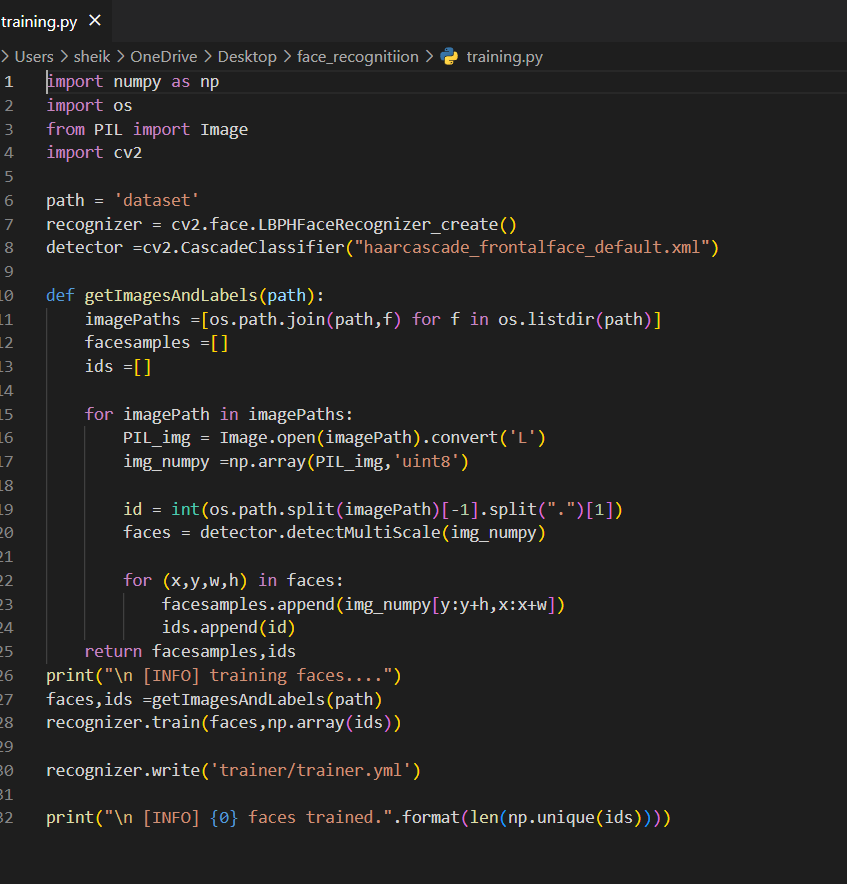 training.py ×
> Users > sheik > OneDrive > Desktop > face_recognitiion > training.py
1 import numpy as np
2 import os
3 from PIL import Image
4 import cv2
5
6 path = 'dataset'
7 recognizer = cv2.face.LBPHFaceRecognizer_create()
8 detector =cv2.CascadeClassifier("haarcascade_frontalface_default.xml")
9
10 def getImagesAndLabels(path):
11     imagePaths =[os.path.join(path,f) for f in os.listdir(path)]
12     facesamples =[]
13     ids =[]
14
15     for imagePath in imagePaths:
16         PIL_img = Image.open(imagePath).convert('L')
17         img_numpy =np.array(PIL_img,'uint8')
18
19         id = int(os.path.split(imagePath)[-1].split(".")[1])
20         faces = detector.detectMultiScale(img_numpy)
21
22         for (x,y,w,h) in faces:
23             facesamples.append(img_numpy[y:y+h,x:x+w])
24             ids.append(id)
25     return facesamples,ids
26 print("\n [INFO] training faces....")
27 faces,ids =getImagesAndLabels(path)
28 recognizer.train(faces,np.array(ids))
29
30 recognizer.write('trainer/trainer.yml')
31
32 print("\n [INFO] {0} faces trained.".format(len(np.unique(ids))))